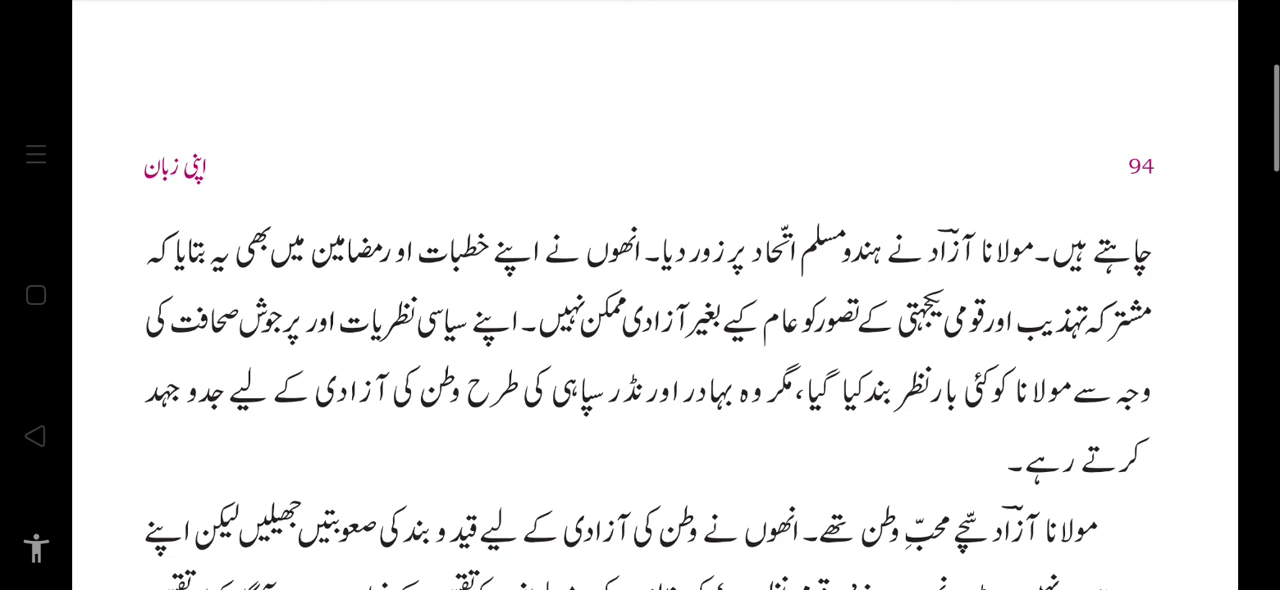 94 اپنی زبان
چاہتے ہیں۔ مولانا آزادؔ نے ہندو مسلم اتّحاد پر زور دیا۔ انھوں نے اپنے خطبات اور مضامین میں بھی یہ بتایا کہ
مشترکہ تہذیب اور قومی یکجہتی کے تصور کو عام کیے بغیر آزادی ممکن نہیں۔ اپنے سیاسی نظریات اور پرجوش صحافت کی
وجہ سے مولانا کو کئی بار نظر بند کیا گیا، مگر وہ بہادر اور نڈر سپاہی کی طرح وطن کی آزادی کے لیے جدو جہد
کرتے رہے۔
مولانا آزادؔ سچّے محبِّ وطن تھے۔ انھوں نے وطن کی آزادی کے لیے قید و بند کی صعوبتیں جھیلیں لیکن اپنے